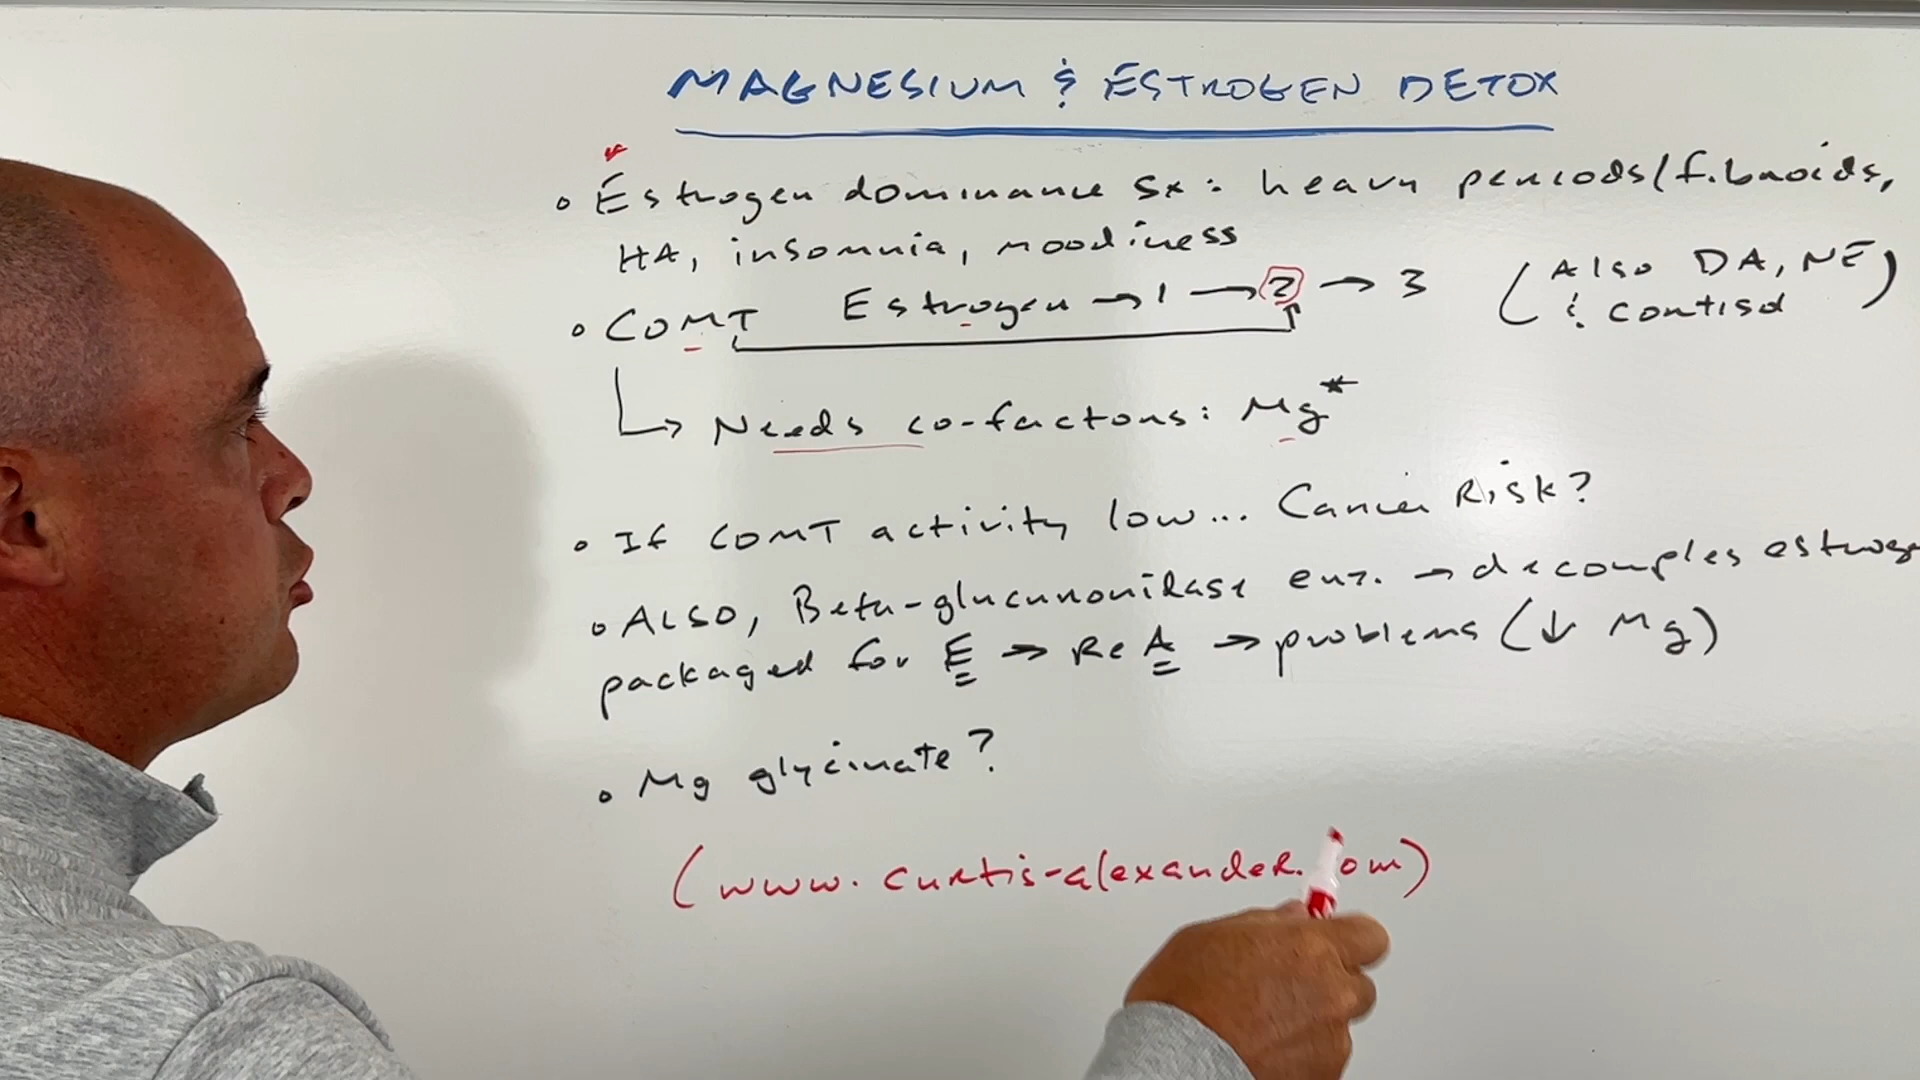 MAGNESIUM & ESTROGEN DETOX
• Estrogen dominance Sx: heavy periods/fibroids,
HA, insomnia, moodiness
• COMT Estrogen → 1 → 2 → 3 (Also DA, NE
& cortisol)
↳ Needs co-factors: Mg*
• If COMT activity low... Cancer Risk?
• ALSO, Beta-glucuronidase enz. → decouples estrog
packaged for E → Re A → problems (↓ Mg)
• Mg glycinate?
(www.curtis-alexander.com)